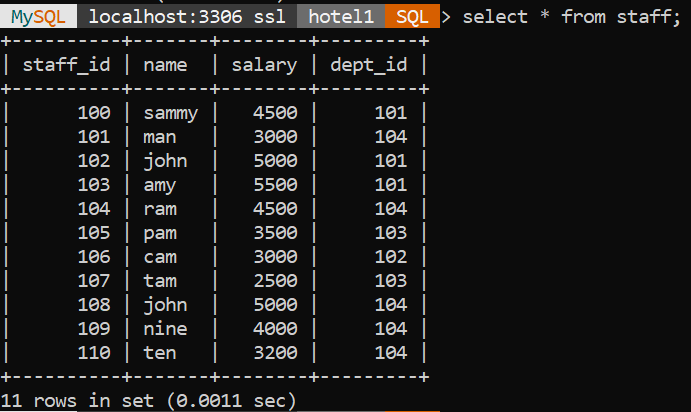 MySQL localhost:3306 ssl hotel1 SQL > select * from staff;
+----------+-------+--------+---------+
| staff_id | name  | salary | dept_id |
+----------+-------+--------+---------+
|      100 | sammy |   4500 |     101 |
|      101 | man   |   3000 |     104 |
|      102 | john  |   5000 |     101 |
|      103 | amy   |   5500 |     101 |
|      104 | ram   |   4500 |     104 |
|      105 | pam   |   3500 |     103 |
|      106 | cam   |   3000 |     102 |
|      107 | tam   |   2500 |     103 |
|      108 | john  |   5000 |     104 |
|      109 | nine  |   4000 |     104 |
|      110 | ten   |   3200 |     104 |
+----------+-------+--------+---------+
11 rows in set (0.0011 sec)